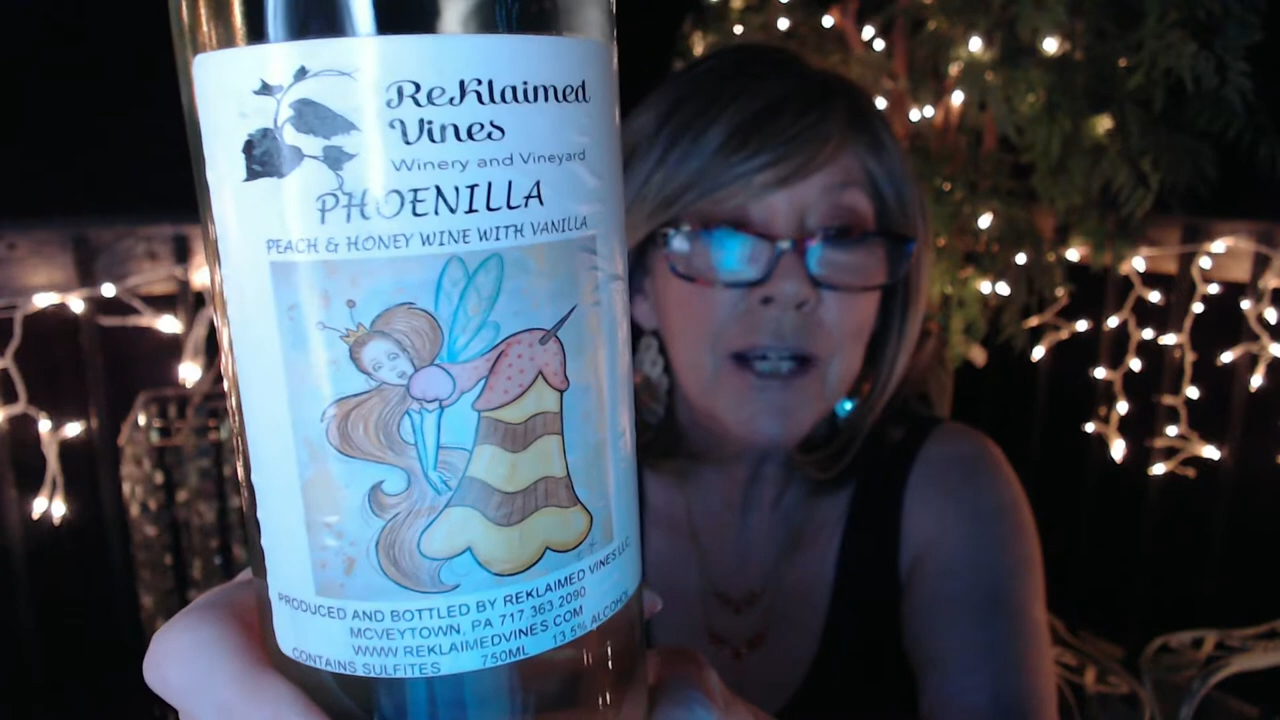 ReKlaimed
Vines
Winery and Vineyard
PHOENILLA
PEACH & HONEY WINE WITH VANILLA
PRODUCED AND BOTTLED BY REKLAIMED VINES LLC
MCVEYTOWN, PA 717.363.2090
WWW.REKLAIMEDVINES.COM
CONTAINS SULFITES 750ML 13.5% ALCOHOL